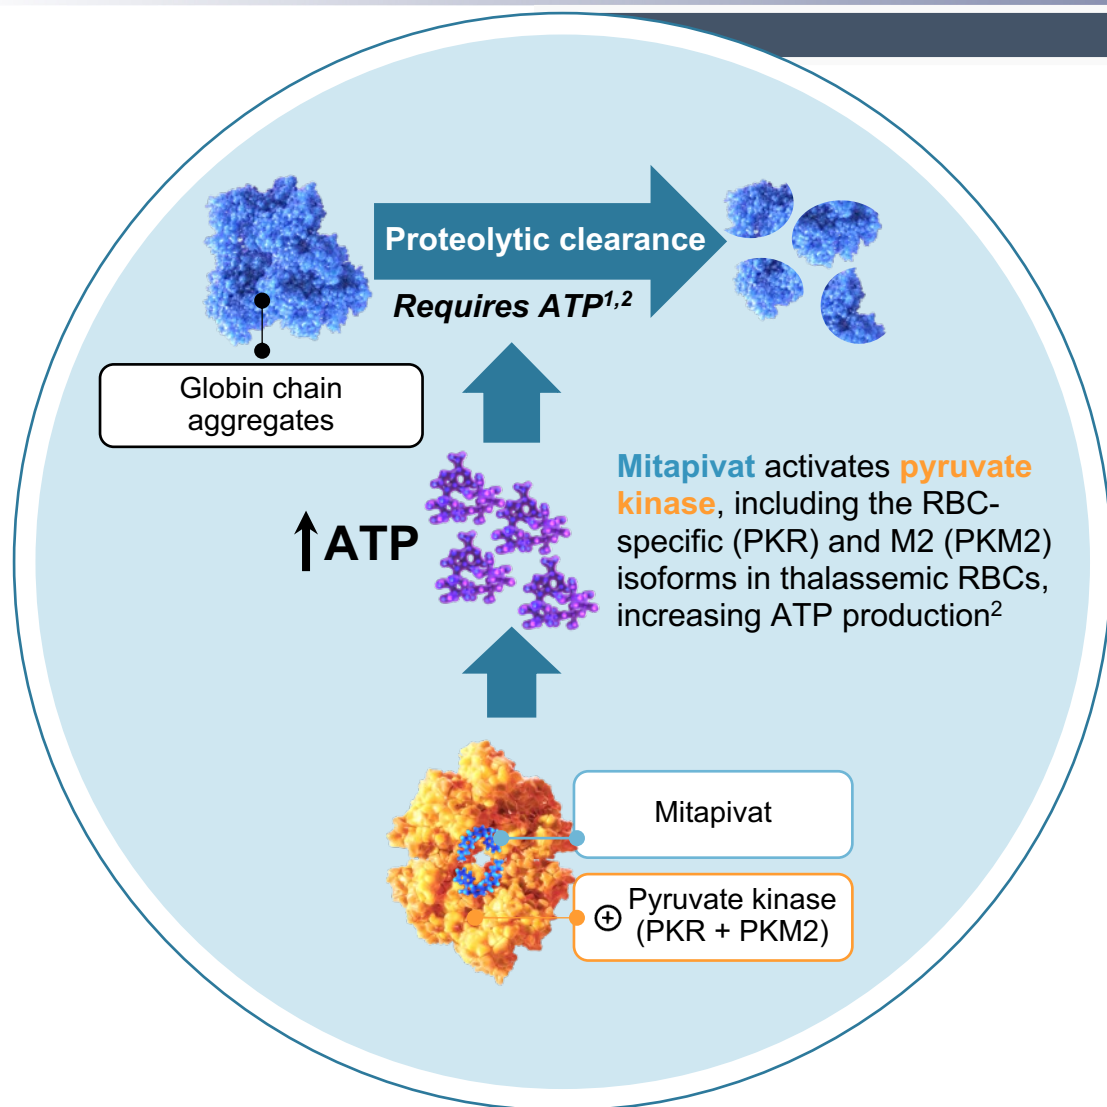 Proteolytic clearance
Requires ATP1,2
Globin chain
aggregates
Mitapivat activates pyruvate
kinase, including the RBC-
specific (PKR) and M2 (PKM2)
isoforms in thalassemic RBCs,
increasing ATP production2
↑ATP
Mitapivat
⊕ Pyruvate kinase
(PKR + PKM2)